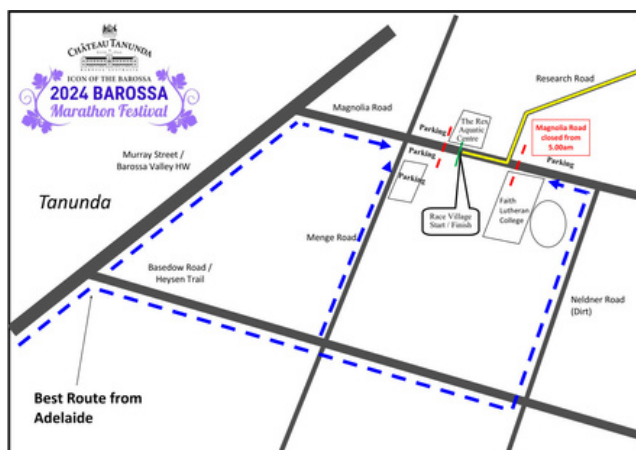 CHÂTEAU TANUNDA
ICON OF THE BAROSSA
2024 BAROSSA
Marathon Festival
Research Road
Magnolia Road
The Rex
Aquatic
Centre
Magnolia Road
closed from
5.00am
Parking
Parking
Parking
Parking
Murray Street /
Barossa Valley HW
Tanunda
Race Village
Start / Finish
Faith
Lutheran
College
Menge Road
Basedow Road /
Heysen Trail
Neldner Road
(Dirt)
Best Route from
Adelaide